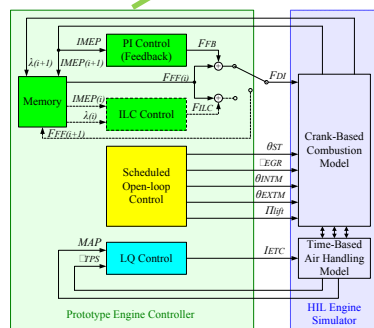 IMEP
PI Control
(Feedback)
FFB
λ(i+1)
IMEP(i+1)
FFF(i)
FDI
Memory
IMEP(i)
λ(i)
ILC Control
FILC
FFF(i+1)
Crank-Based
Combustion
Model
Scheduled
Open-loop
Control
θST
□EGR
θINTM
θEXTM
Πlift
MAP
□TPS
LQ Control
IETC
Time-Based
Air Handling
Model
Prototype Engine Controller
HIL Engine
Simulator